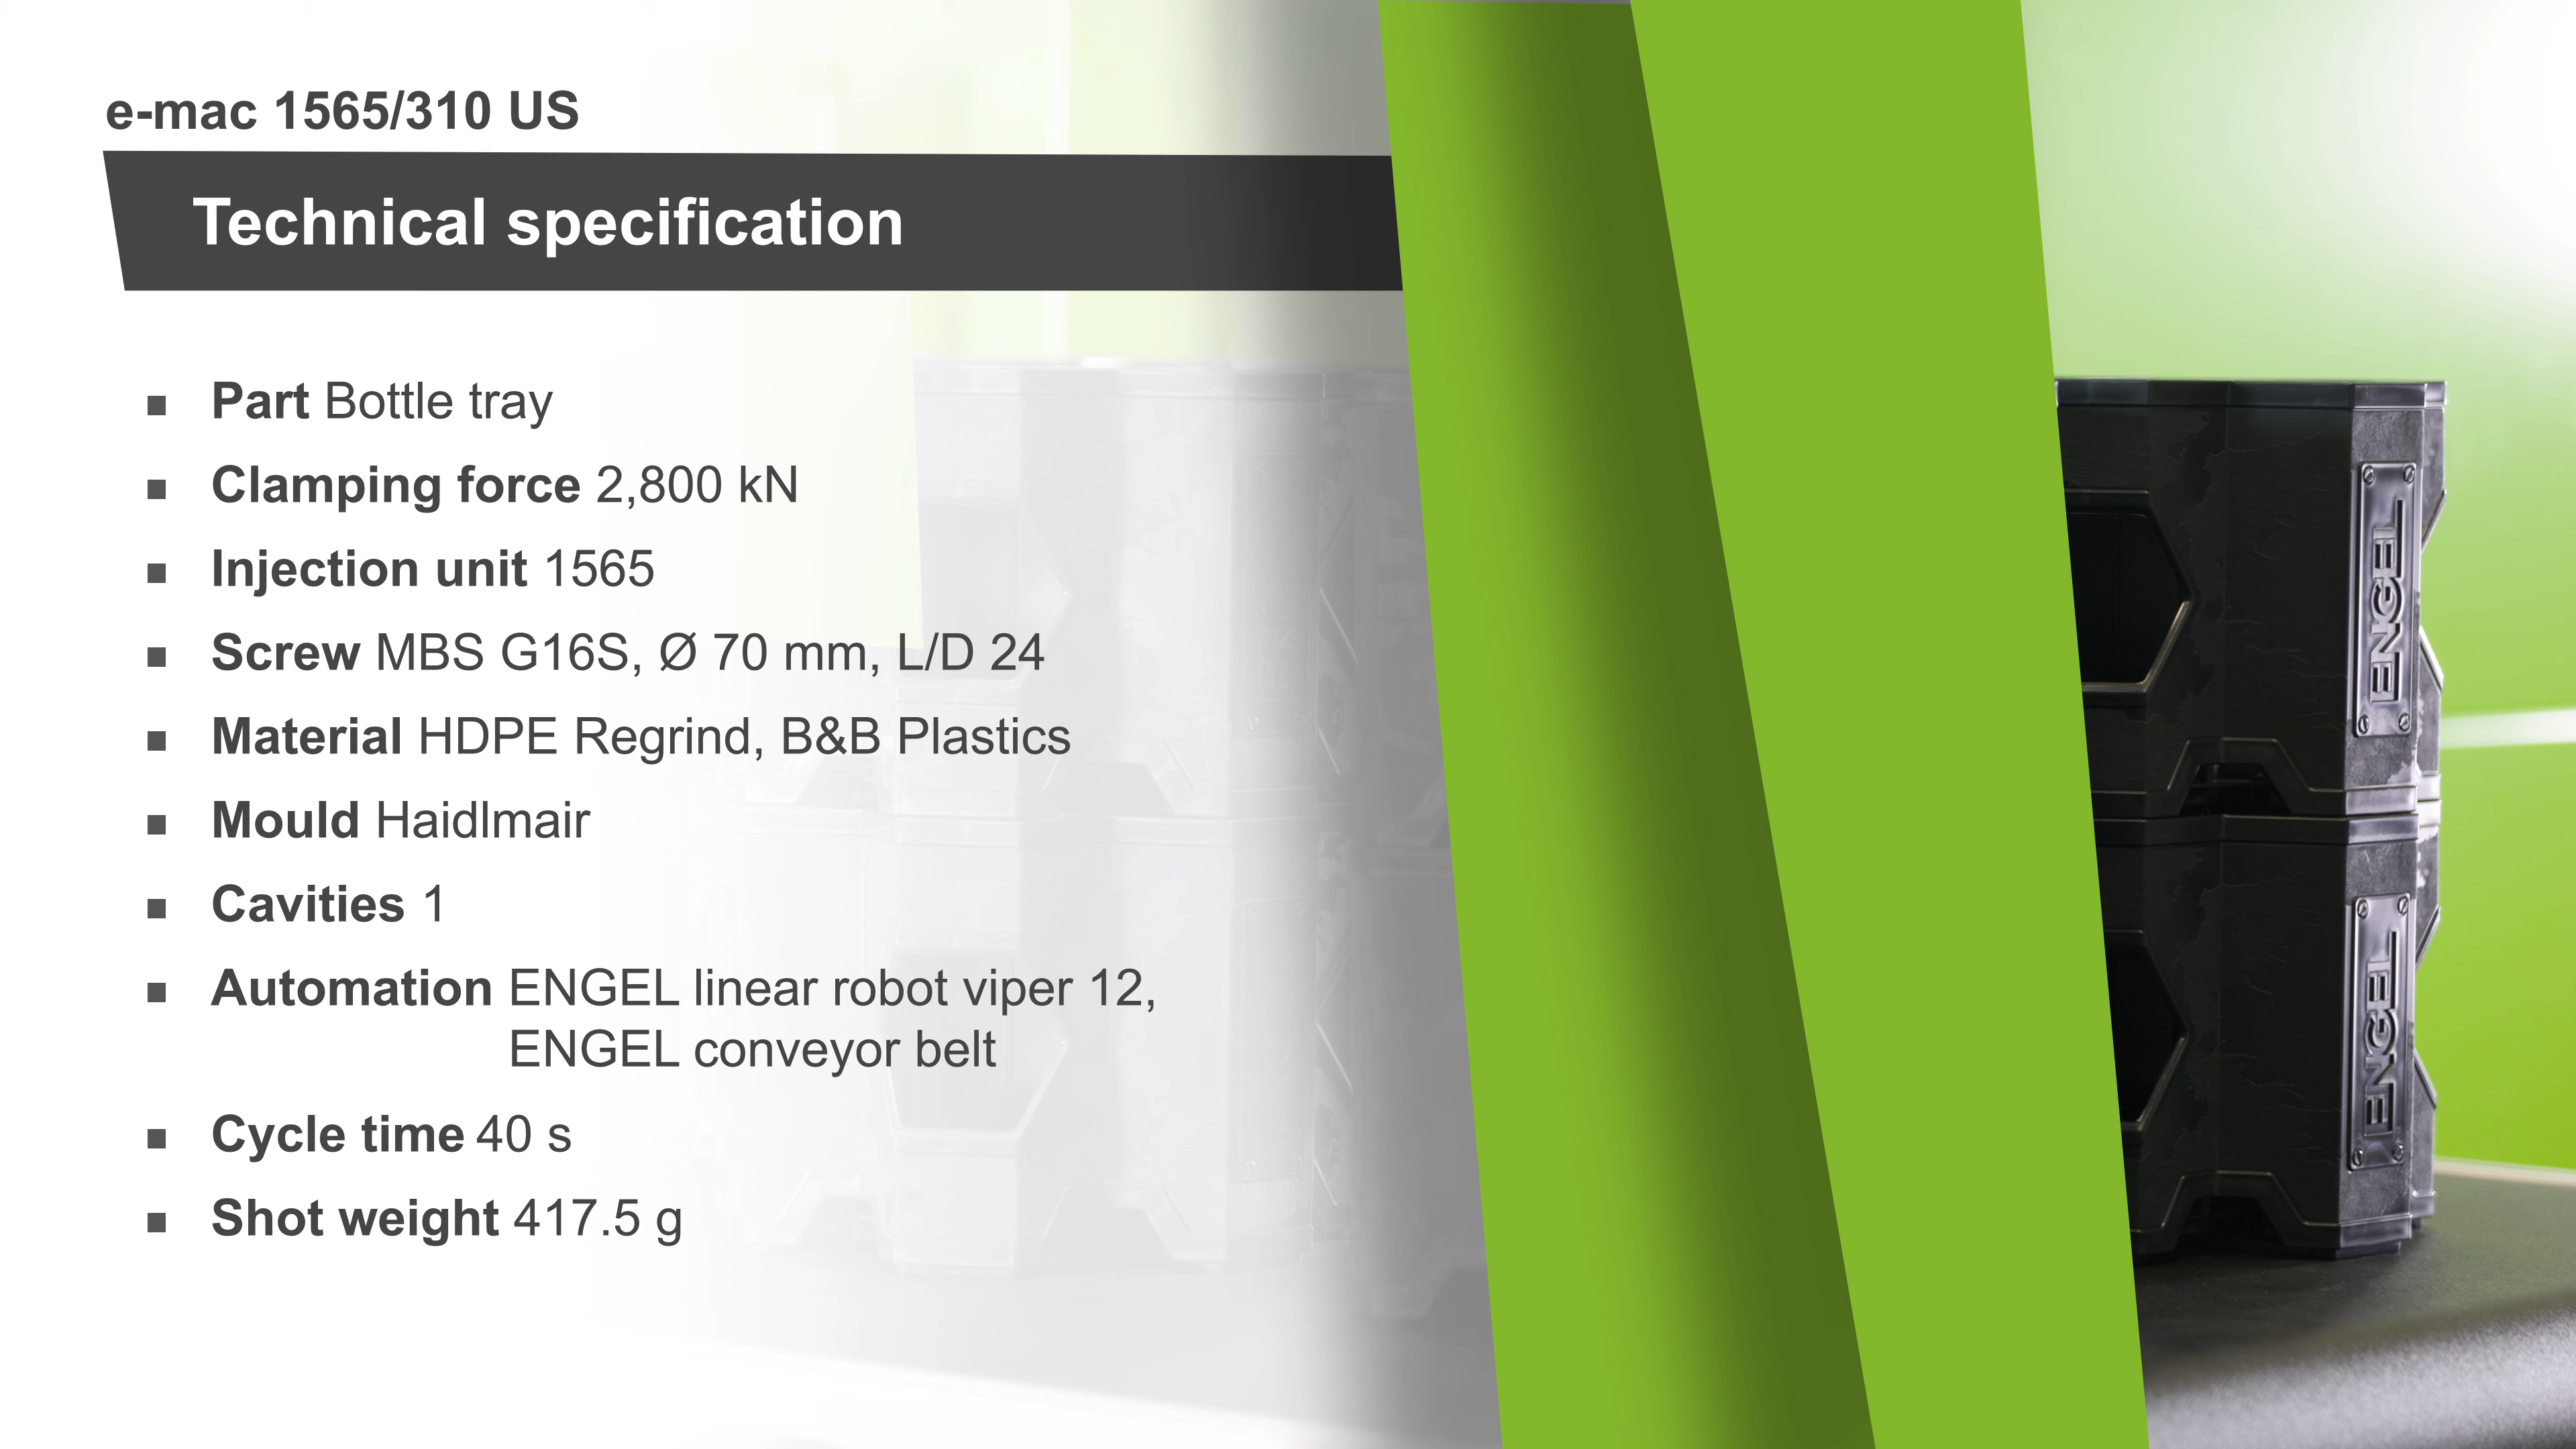 e-mac 1565/310 US
Technical specification
Part Bottle tray
Clamping force 2,800 kN
Injection unit 1565
Screw MBS G16S, Ø 70 mm, L/D 24
Material HDPE Regrind, B&B Plastics
Mould Haidlmair
Cavities 1
Automation ENGEL linear robot viper 12,
ENGEL conveyor belt
Cycle time 40 s
Shot weight 417.5 g
ENGEL
ENGEL